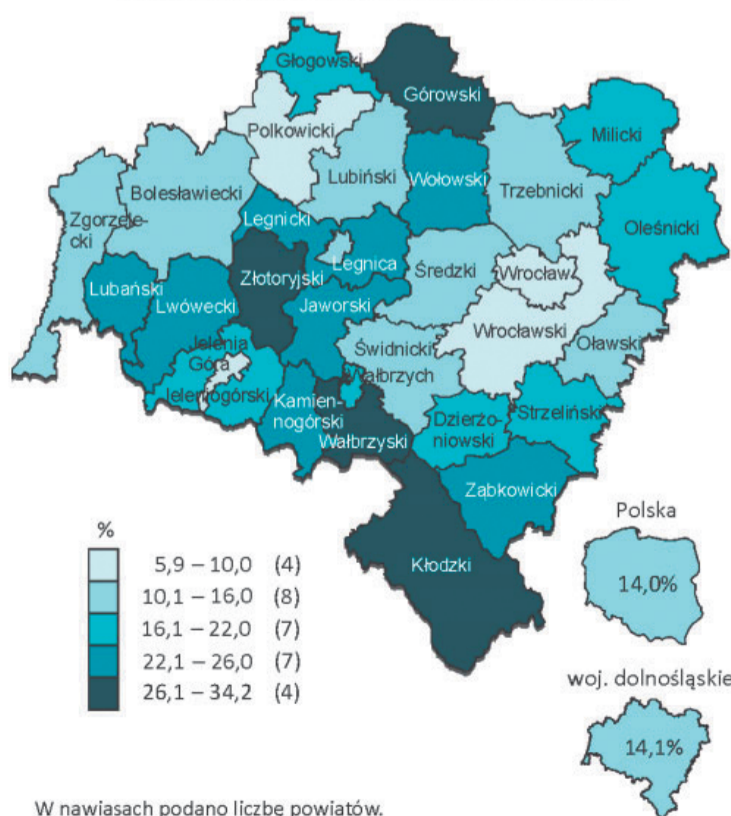 Głogowski
Górowski
Milicki
Polkowicki
Lubiński
Wołowski
Trzebnicki
Bolesławiecki
Zgorzele-
cki
Legnicki
Oleśnicki
Legnica
Średzki
Wrocław
Złotoryjski
Lubański
Lwówecki
Jaworski
Wrocławski
Jelenia
Góra
Świdnicki
Oławski
Wałbrych
Jeleniogórski
Kamien-
nogórski
Dzierżo-
niowski
Strzeliński
Wałbrzyski
Ząbkowicki
Kłodzki
%
5,9 – 10,0 (4)
10,1 – 16,0 (8)
16,1 – 22,0 (7)
22,1 – 26,0 (7)
26,1 – 34,2 (4)
Polska
14,0%
woj. dolnośląskie
14,1%
W nawiasach podano liczbę powiatów.